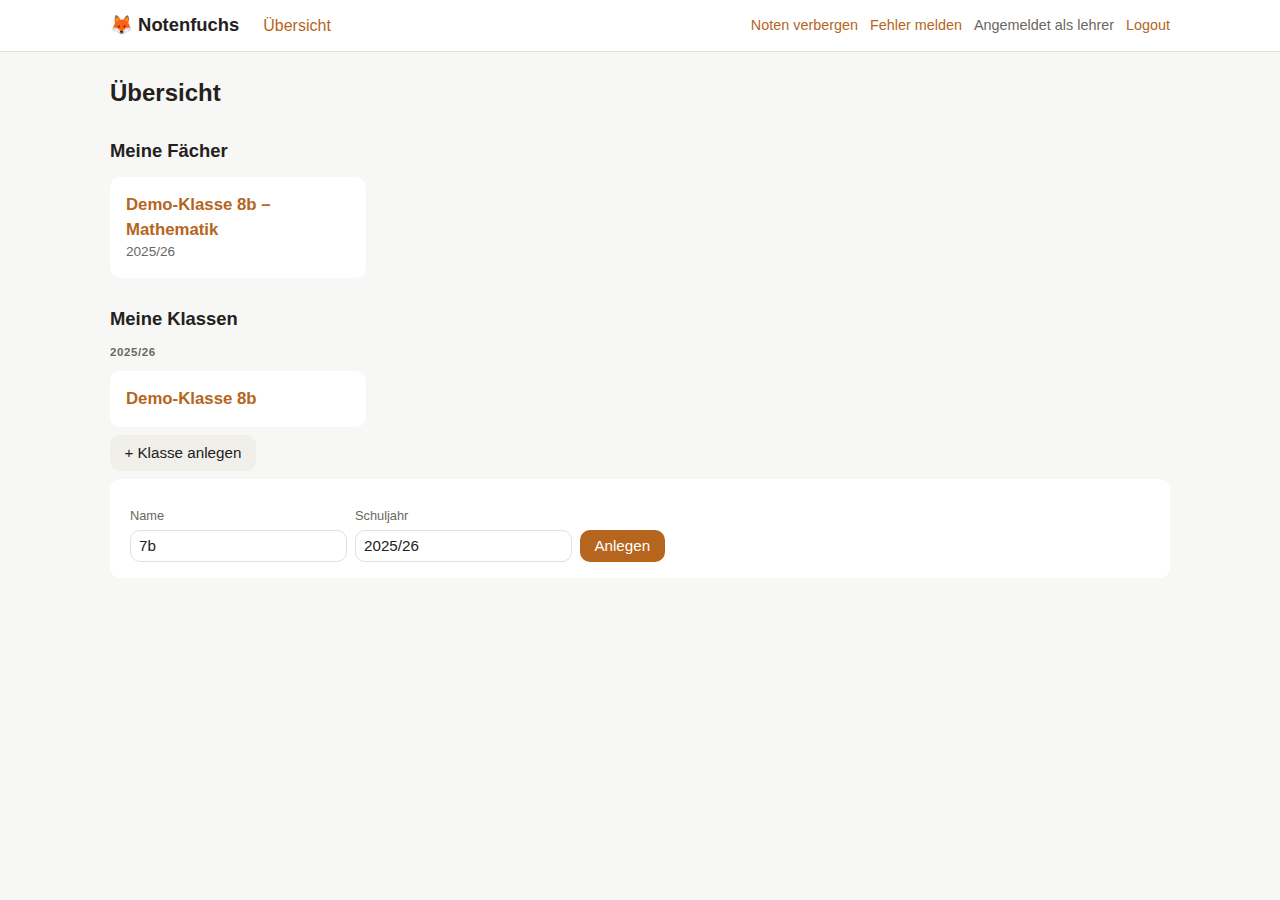 🦊 Notenfuchs Übersicht Noten verbergen Fehler melden Angemeldet als lehrer Logout
Übersicht
Meine Fächer
Demo-Klasse 8b –
Mathematik
2025/26
Meine Klassen
2025/26
Demo-Klasse 8b
+ Klasse anlegen
Name Schuljahr
7b 2025/26 Anlegen